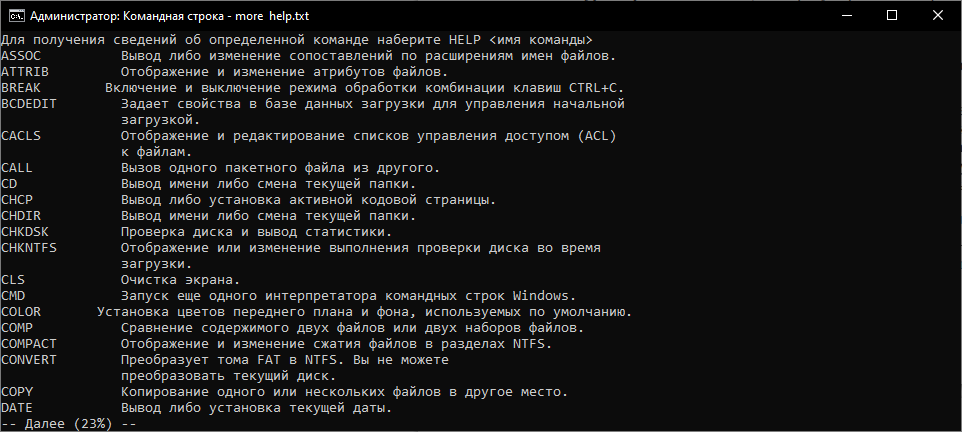 Администратор: Командная строка - more help.txt
Для получения сведений об определенной команде наберите HELP <имя команды>
ASSOC Вывод либо изменение сопоставлений по расширениям имен файлов.
ATTRIB Отображение и изменение атрибутов файлов.
BREAK Включение и выключение режима обработки комбинации клавиш CTRL+C.
BCDEDIT Задает свойства в базе данных загрузки для управления начальной
загрузкой.
CACLS Отображение и редактирование списков управления доступом (ACL)
к файлам.
CALL Вызов одного пакетного файла из другого.
CD Вывод имени либо смена текущей папки.
CHCP Вывод либо установка активной кодовой страницы.
CHDIR Вывод имени либо смена текущей папки.
CHKDSK Проверка диска и вывод статистики.
CHKNTFS Отображение или изменение выполнения проверки диска во время
загрузки.
CLS Очистка экрана.
CMD Запуск еще одного интерпретатора командных строк Windows.
COLOR Установка цветов переднего плана и фона, используемых по умолчанию.
COMP Сравнение содержимого двух файлов или двух наборов файлов.
COMPACT Отображение и изменение сжатия файлов в разделах NTFS.
CONVERT Преобразует тома FAT в NTFS. Вы не можете
преобразовать текущий диск.
COPY Копирование одного или нескольких файлов в другое место.
DATE Вывод либо установка текущей даты.
-- Далее (23%) --